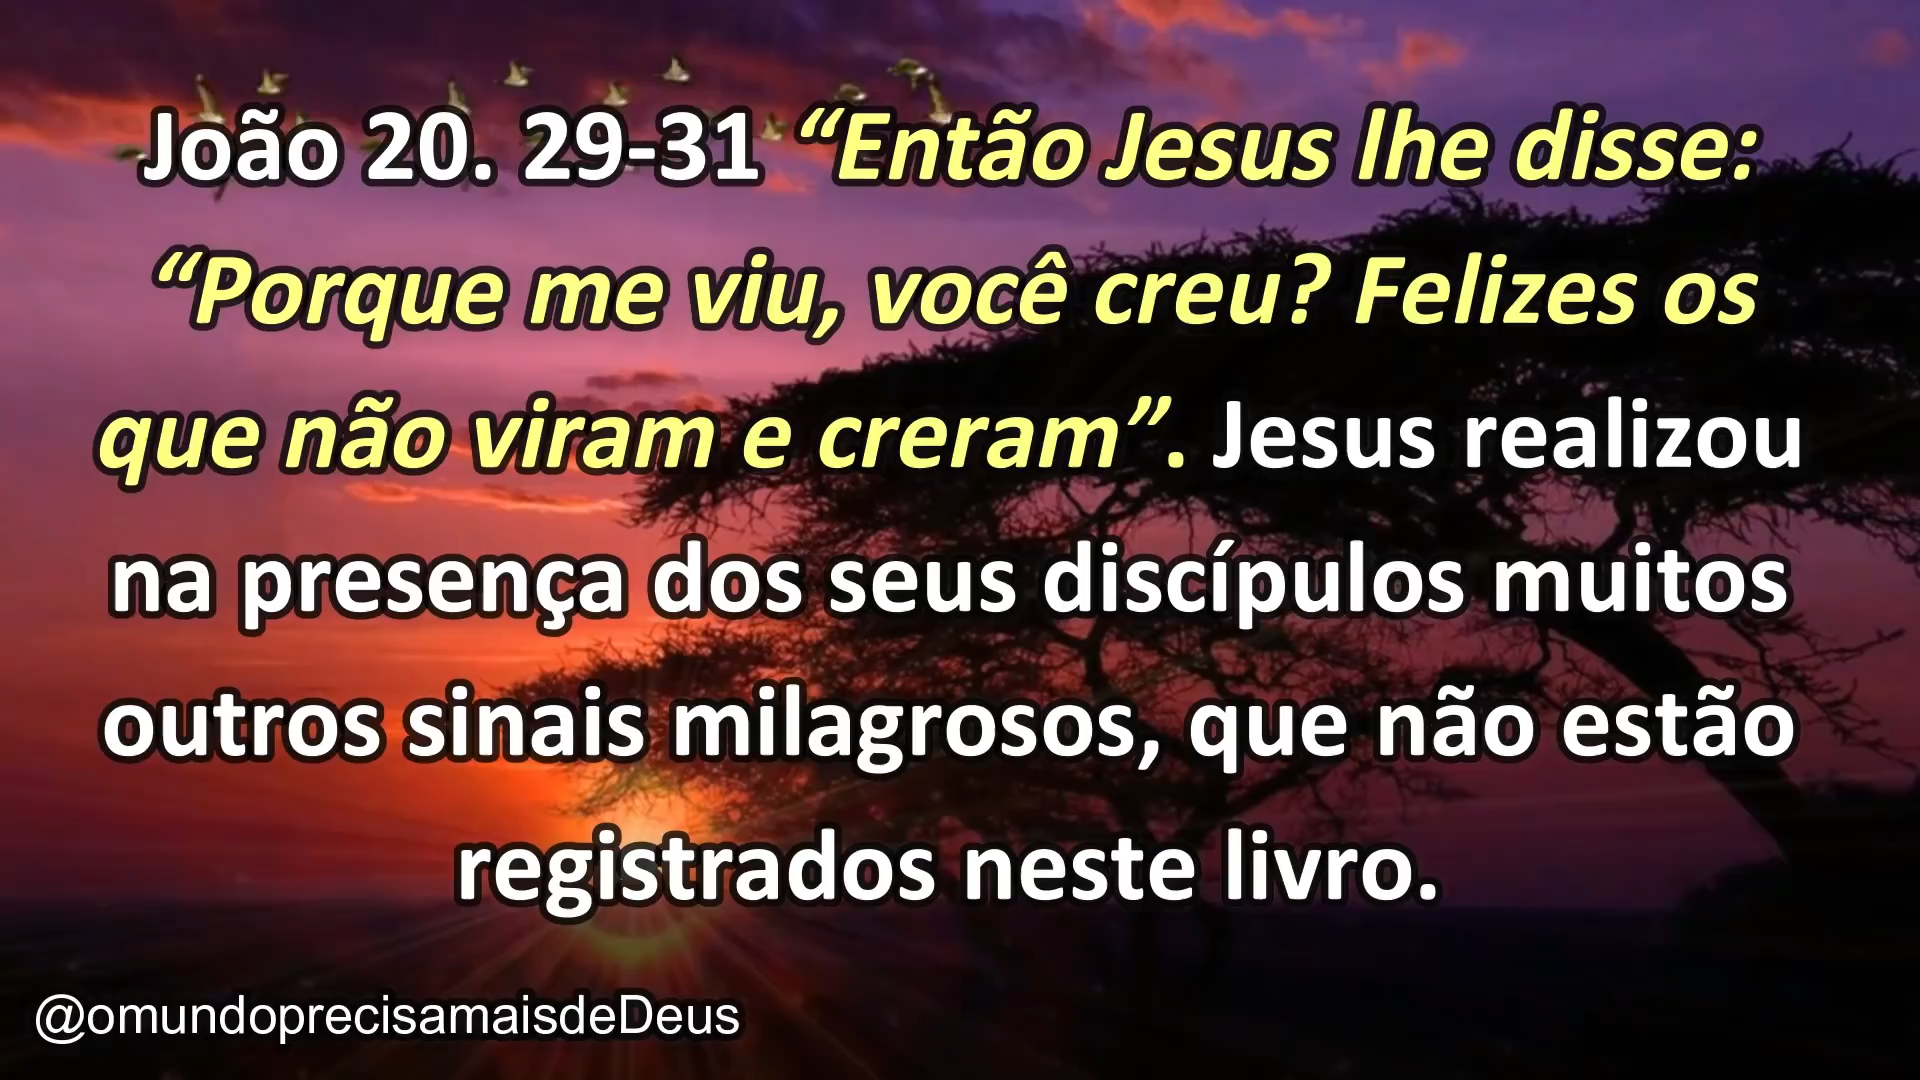 João 20. 29-31 “Então Jesus lhe disse:
“Porque me viu, você creu? Felizes os
que não viram e creram”. Jesus realizou
na presença dos seus discípulos muitos
outros sinais milagrosos, que não estão
registrados neste livro.
@omundoprecisamaisdeDeus